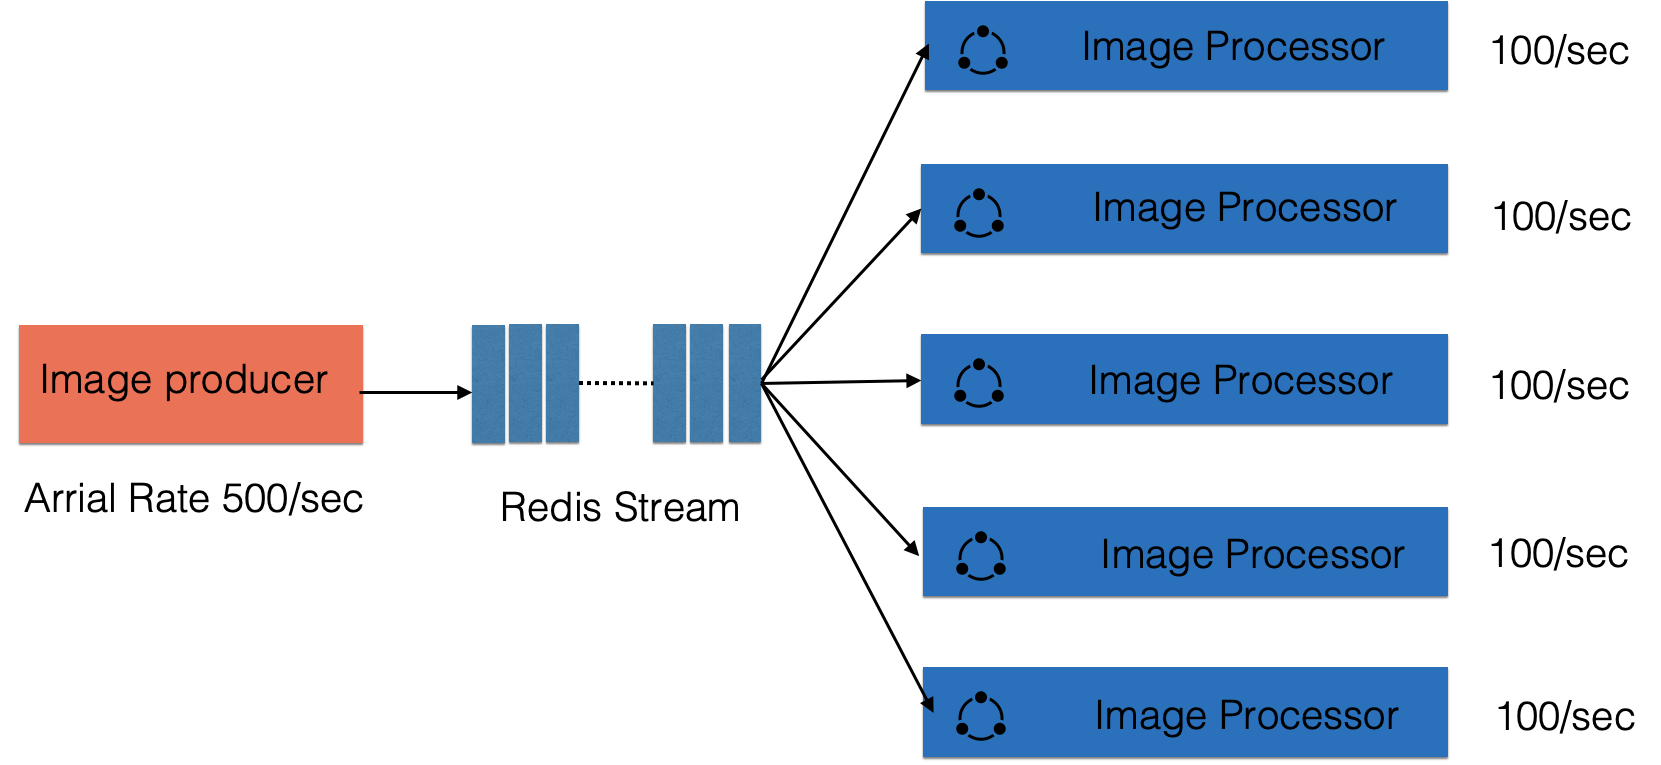 Image Processor
100/sec
Image Processor
100/sec
Image producer
Arrial Rate 500/sec
Redis Stream
Image Processor
100/sec
Image Processor
100/sec
Image Processor
100/sec